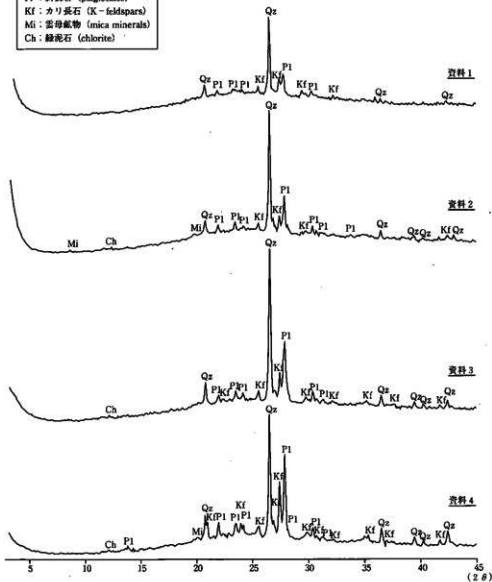 Kf: カリ長石 (K-feldspars)
Mi: 雲母鉱物 (mica minerals)
Ch: 緑泥石 (chlorite)
Qz
Qz Pl Pl Pl Kf Kf Pl Kf Pl Kf Qz Qz
資料1
Qz
Mi Ch Mi Qz Pl Pl Pl Kf Kf Pl Kf Pl Pl Pl Qz Qz Qz Kf Qz
資料2
Qz
Ch Qz Pl Kf Pl Pl Kf Kf Pl Kf Pl Pl Kf Kf Kf Qz Qz Qz Kf Qz
資料3
Qz
Ch Pl Pl Qz Kf Pl Pl Kf Pl Kf Kf Kf Pl Pl Kf Pl Kf Pl Kf Kf Qz Kf Qz Qz Kf Qz
資料4
5 10 15 20 25 30 35 40 45
(2θ)